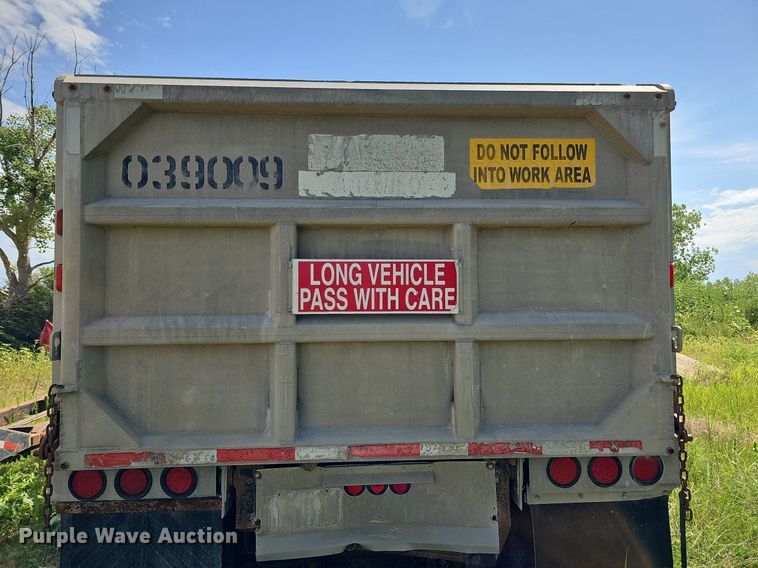 039009
DO NOT FOLLOW
INTO WORK AREA
LONG VEHICLE
PASS WITH CARE
Purple Wave Auction